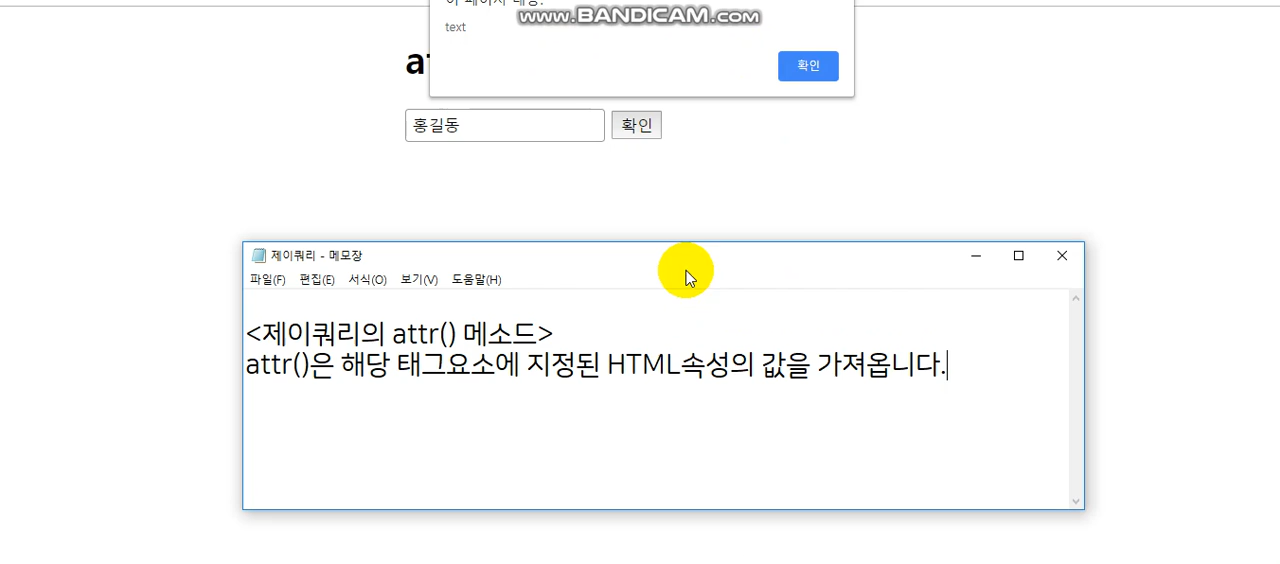 www.BANDICAM.com
text
확인
홍길동
확인
제이쿼리 - 메모장
파일(F) 편집(E) 서식(O) 보기(V) 도움말(H)
<제이쿼리의 attr() 메소드>
attr()은 해당 태그요소에 지정된 HTML속성의 값을 가져옵니다.